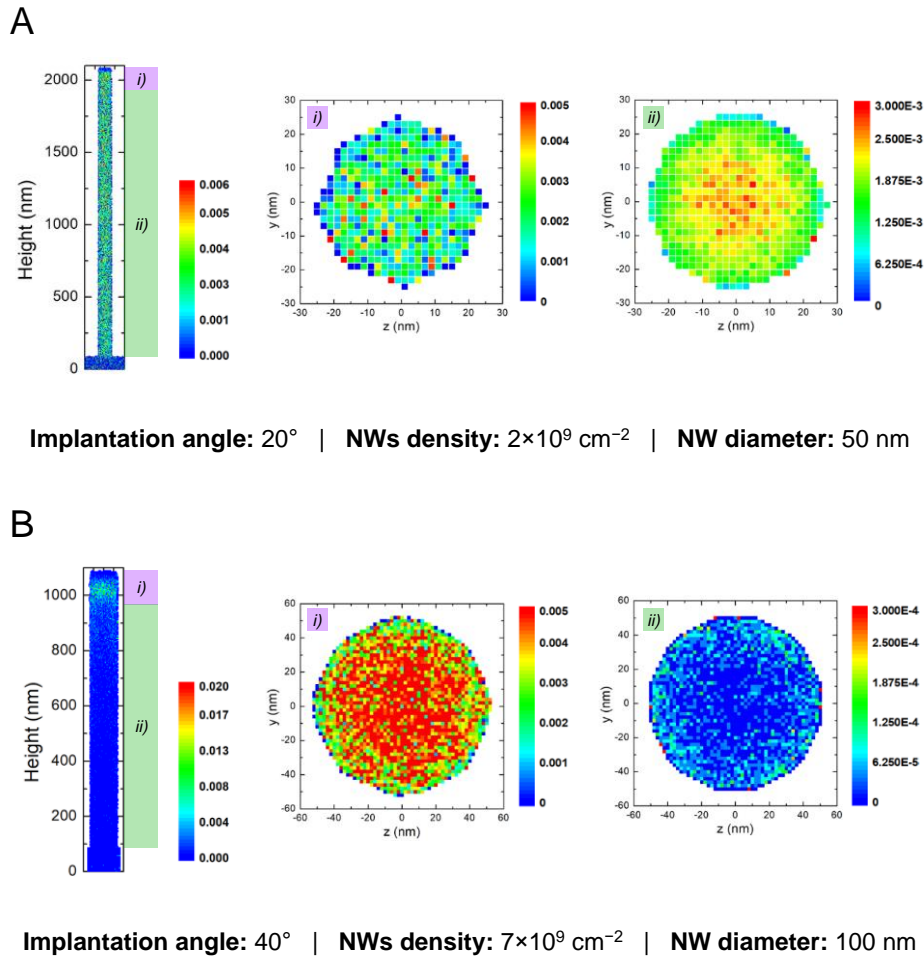 A
Height (nm)
2000
1500
1000
500
0
i)
ii)
0.006
0.005
0.004
0.003
0.002
0.001
0.000
i)
y (nm)
30
20
10
0
-10
-20
-30
-30 -20 -10 0 10 20 30
z (nm)
0.005
0.004
0.003
0.002
0.001
0
ii)
y (nm)
30
20
10
0
-10
-20
-30
-30 -20 -10 0 10 20 30
z (nm)
3.000E-3
2.500E-3
1.875E-3
1.250E-3
6.250E-4
0
Implantation angle: 20° | NWs density: 2×10⁹ cm⁻² | NW diameter: 50 nm
B
Height (nm)
1000
800
600
400
200
0
i)
ii)
0.020
0.017
0.013
0.010
0.008
0.004
0.000
i)
y (nm)
60
40
20
0
-20
-40
-60
-60 -40 -20 0 20 40 60
z (nm)
0.005
0.004
0.003
0.002
0.001
0
ii)
y (nm)
60
40
20
0
-20
-40
-60
-60 -40 -20 0 20 40 60
z (nm)
3.000E-4
2.500E-4
1.875E-4
1.250E-4
6.250E-5
0
Implantation angle: 40° | NWs density: 7×10⁹ cm⁻² | NW diameter: 100 nm